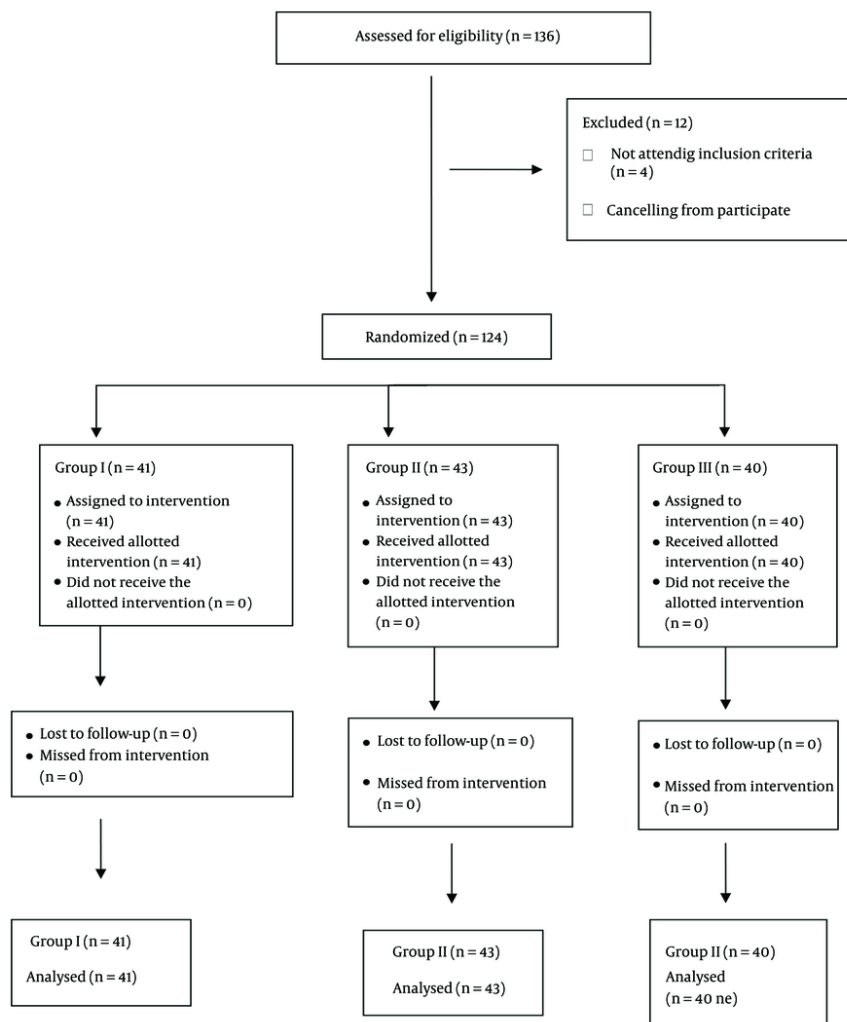 Assessed for eligibility (n = 136)
Excluded (n = 12)
□ Not attendig inclusion criteria
(n = 4)
□ Cancelling from participate
Randomized (n = 124)
Group I (n = 41)
• Assigned to intervention
(n = 41)
• Received allotted
intervention (n = 41)
• Did not receive the
allotted intervention (n = 0)
Group II (n = 43)
• Assigned to
intervention (n = 43)
• Received allotted
intervention (n = 43)
• Did not receive the
allotted intervention
(n = 0)
Group III (n = 40)
• Assigned to
intervention (n = 40)
• Received allotted
intervention (n = 40)
• Did not receive the
allotted intervention
(n = 0)
• Lost to follow-up (n = 0)
• Missed from intervention
(n = 0)
• Lost to follow-up (n = 0)
• Missed from intervention
(n = 0)
• Lost to follow-up (n = 0)
• Missed from intervention
(n = 0)
Group I (n = 41)
Analysed (n = 41)
Group II (n = 43)
Analysed (n = 43)
Group II (n = 40)
Analysed
(n = 40 ne)